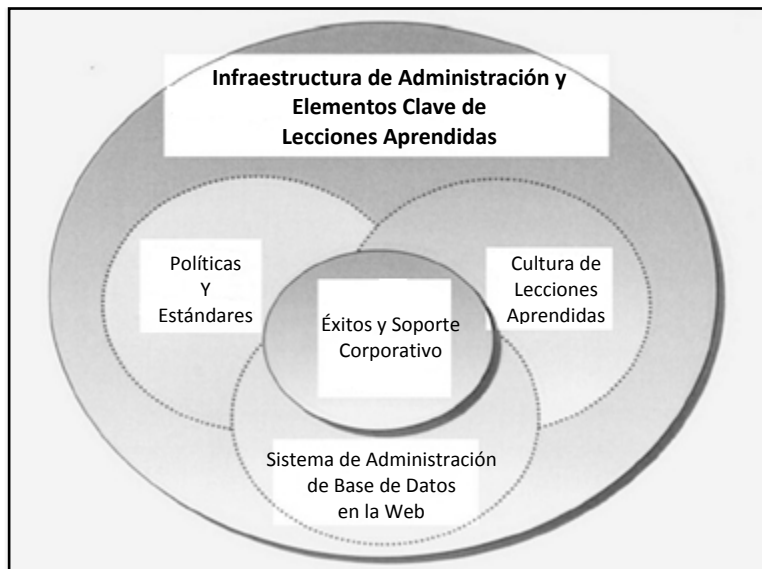 Infraestructura de Administración y
Elementos Clave de
Lecciones Aprendidas
Políticas
Y
Estándares
Cultura de
Lecciones
Aprendidas
Éxitos y Soporte
Corporativo
Sistema de Administración
de Base de Datos
en la Web